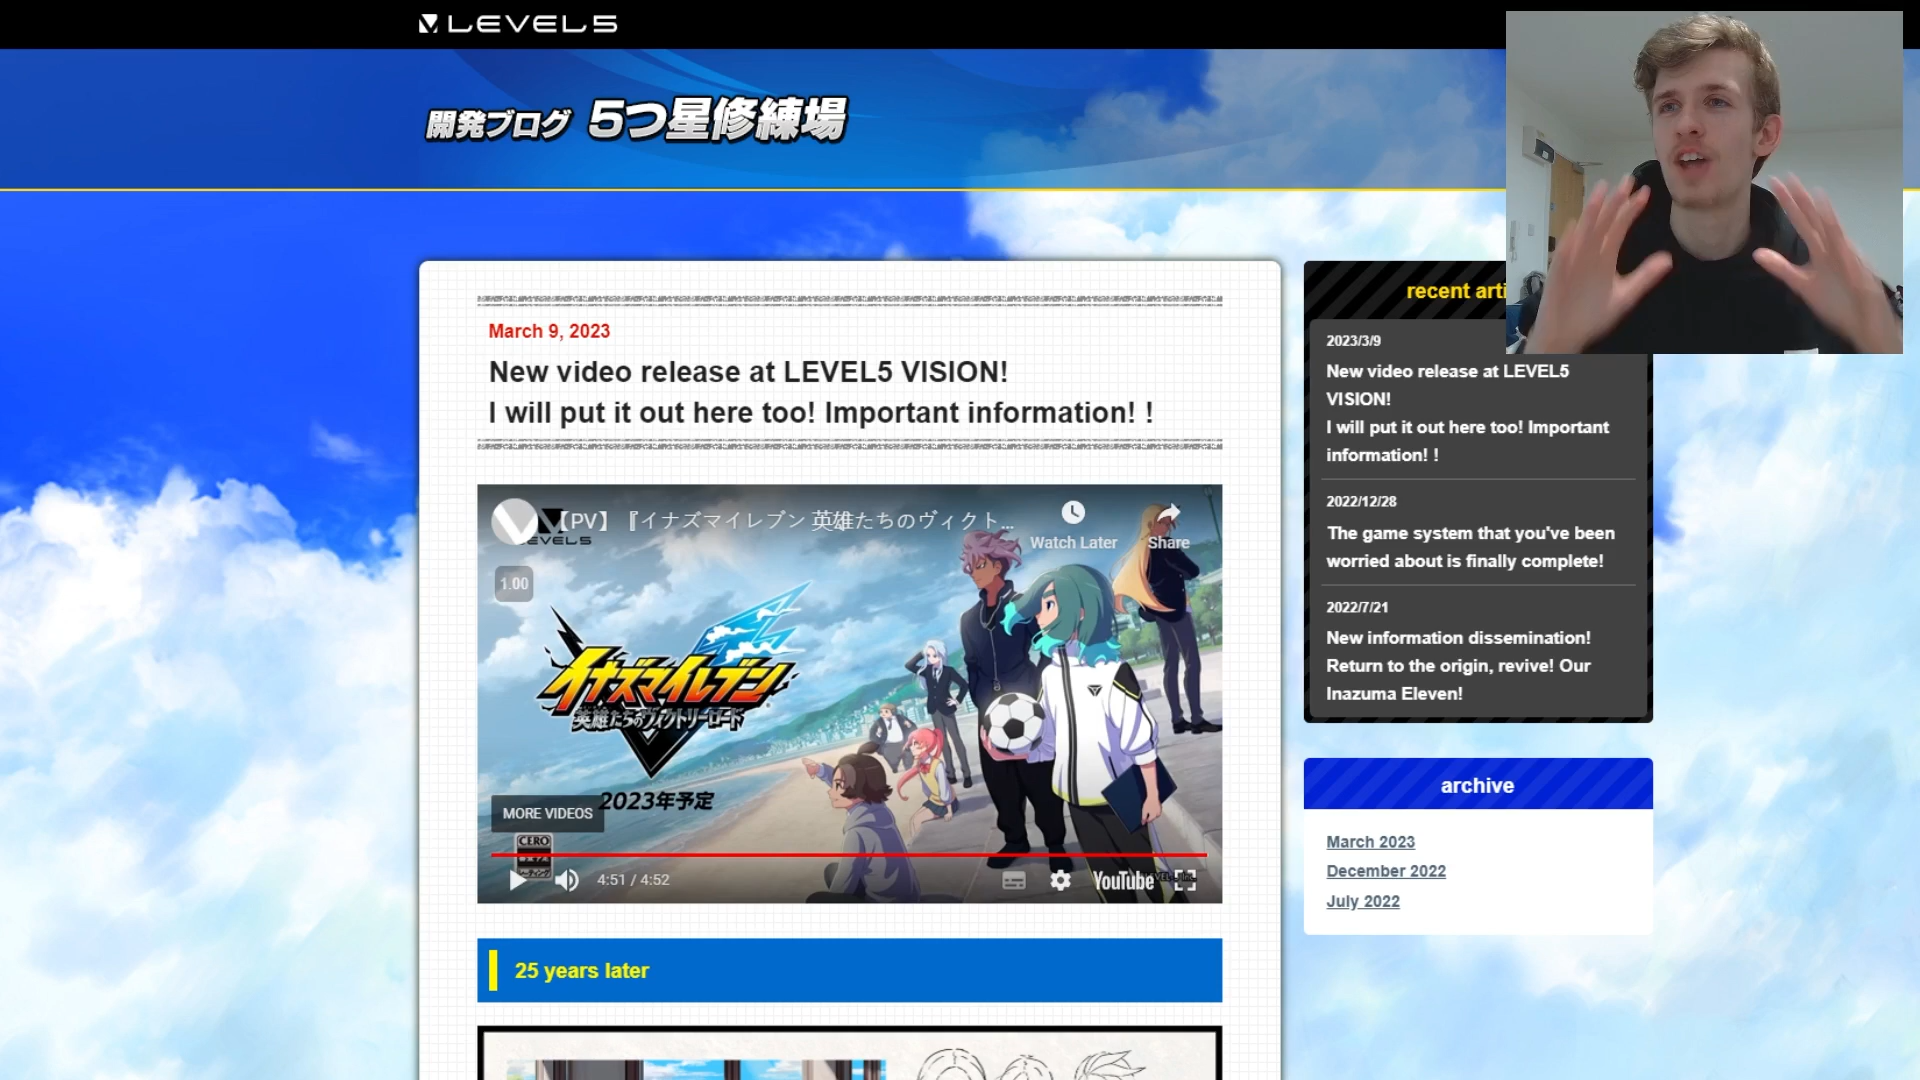 LEVEL5
開発ブログ 5つ星修練場
March 9, 2023
New video release at LEVEL5 VISION!
I will put it out here too! Important information! !
【PV】『イナズマイレブン 英雄たちのヴィクト...
LEVEL5
Watch Later
Share
1.00
イナズマイレブン
英雄たちのヴィクトリーロード
2023年予定
MORE VIDEOS
CERO
4:51 / 4:52
YouTube
25 years later
recent arti
2023/3/9
New video release at LEVEL5
VISION!
I will put it out here too! Important
information! !
2022/12/28
The game system that you've been
worried about is finally complete!
2022/7/21
New information dissemination!
Return to the origin, revive! Our
Inazuma Eleven!
archive
March 2023
December 2022
July 2022